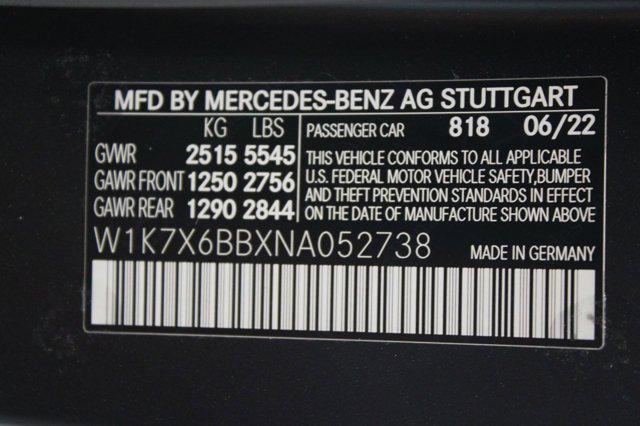 MFD BY MERCEDES-BENZ AG STUTTGART
KG LBS
GVWR 2515 5545
GAWR FRONT 1250 2756
GAWR REAR 1290 2844
PASSENGER CAR 818 06/22
THIS VEHICLE CONFORMS TO ALL APPLICABLE
U.S. FEDERAL MOTOR VEHICLE SAFETY,BUMPER
AND THEFT PREVENTION STANDARDS IN EFFECT
ON THE DATE OF MANUFACTURE SHOWN ABOVE
W1K7X6BBXNA052738
MADE IN GERMANY